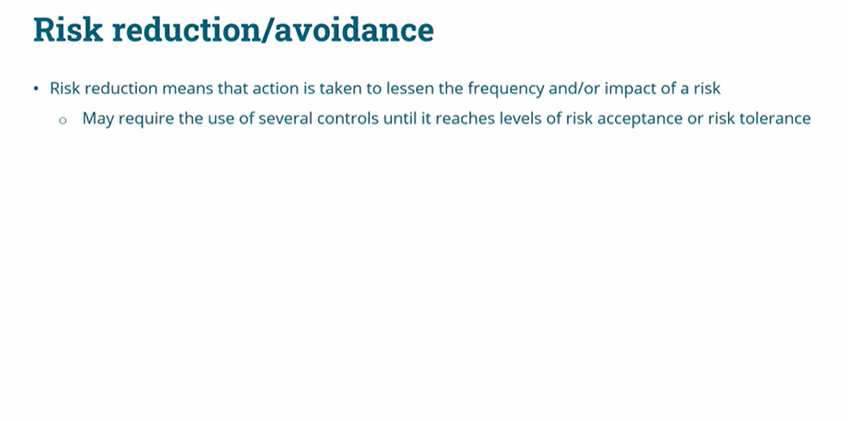 Risk reduction/avoidance
• Risk reduction means that action is taken to lessen the frequency and/or impact of a risk
o May require the use of several controls until it reaches levels of risk acceptance or risk tolerance